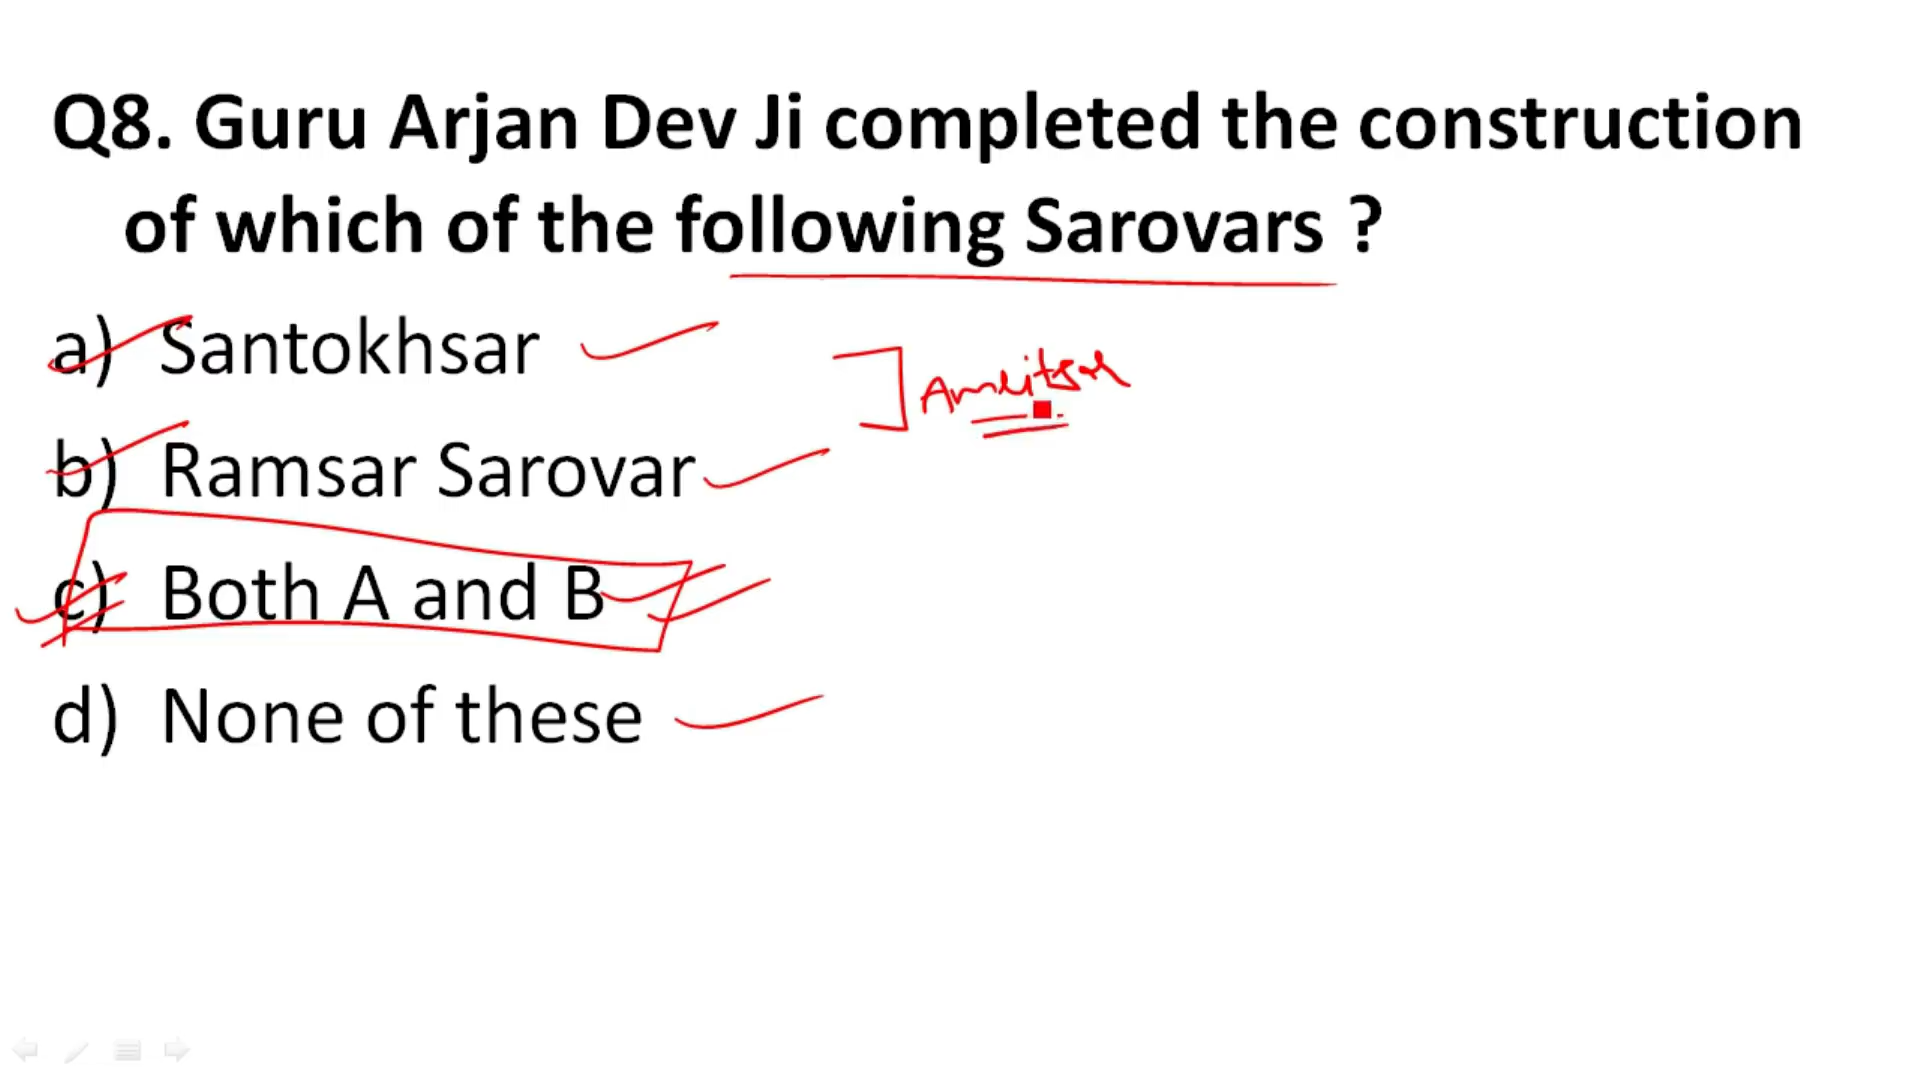 Q8. Guru Arjan Dev Ji completed the construction
of which of the following Sarovars ?
a) Santokhsar
Amritsar
b) Ramsar Sarovar
c) Both A and B
d) None of these